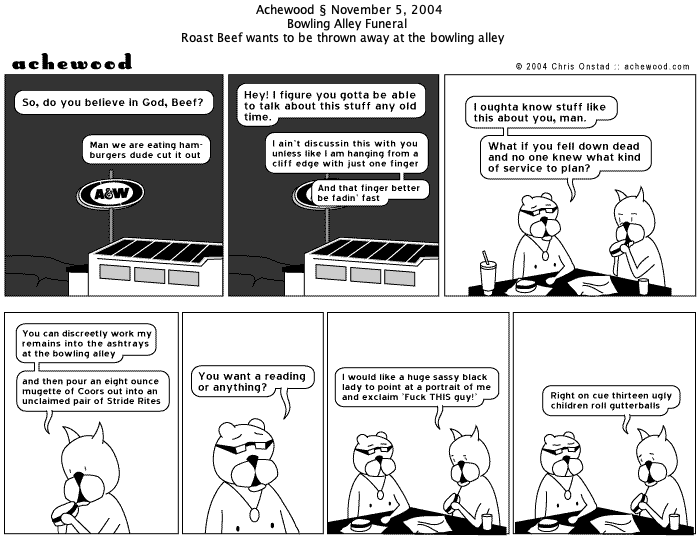 Achewood § November 5, 2004
Bowling Alley Funeral
Roast Beef wants to be thrown away at the bowling alley
achewood
© 2004 Chris Onstad :: achewood.com
So, do you believe in God, Beef?
Man we are eating ham-
burgers dude cut it out
A&W
Hey! I figure you gotta be able
to talk about this stuff any old
time.
I ain't discussin this with you
unless like I am hanging from a
cliff edge with just one finger
And that finger better
be fadin' fast
I oughta know stuff like
this about you, man.
What if you fell down dead
and no one knew what kind
of service to plan?
You can discreetly work my
remains into the ashtrays
at the bowling alley
and then pour an eight ounce
mugette of Coors out into an
unclaimed pair of Stride Rites
You want a reading
or anything?
I would like a huge sassy black
lady to point at a portrait of me
and exclaim 'Fuck THIS guy!'
Right on cue thirteen ugly
children roll gutterballs